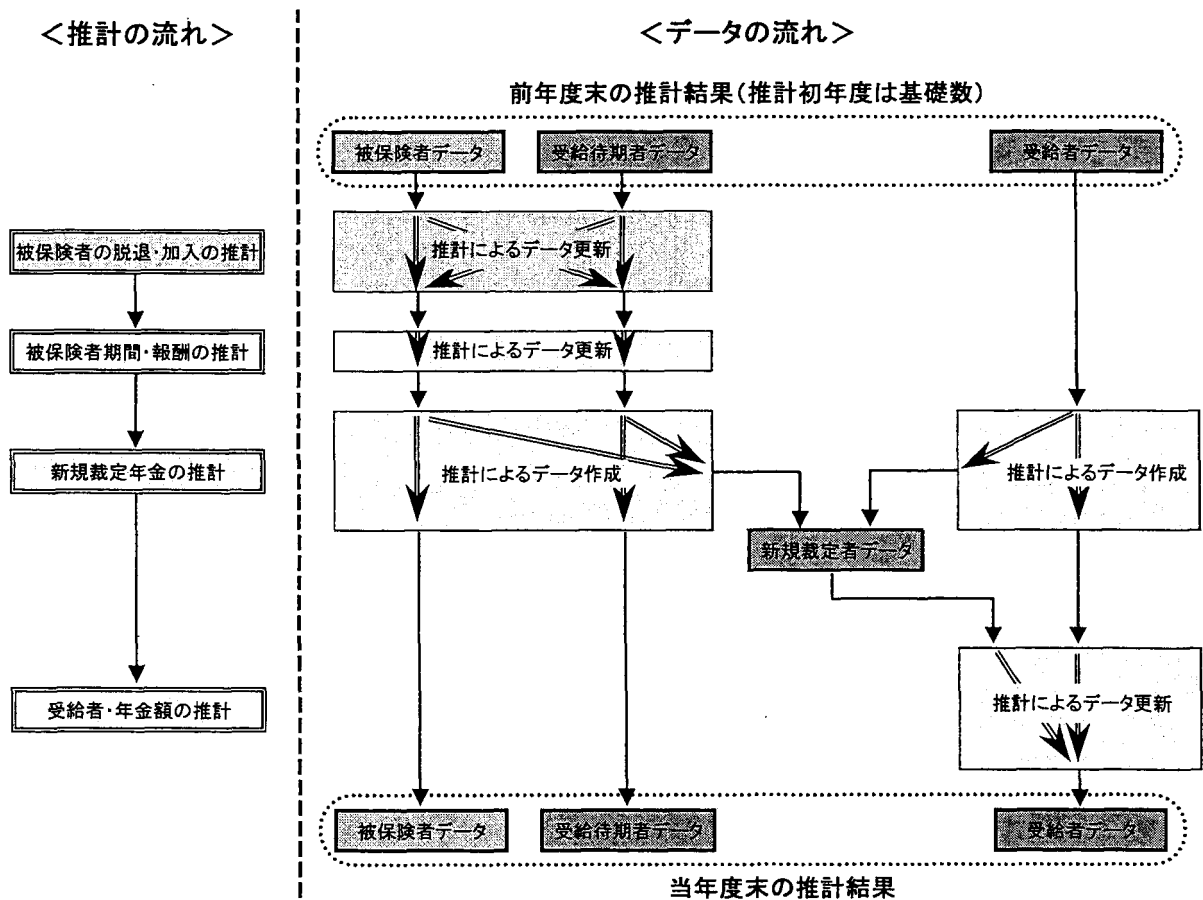 ＜推計の流れ＞
被保険者の脱退・加入の推計
被保険者期間・報酬の推計
新規裁定年金の推計
受給者・年金額の推計
＜データの流れ＞
前年度末の推計結果（推計初年度は基礎数）
被保険者データ
受給待期者データ
受給者データ
推計によるデータ更新
推計によるデータ更新
推計によるデータ作成
推計によるデータ作成
新規裁定者データ
推計によるデータ更新
被保険者データ
受給待期者データ
受給者データ
当年度末の推計結果